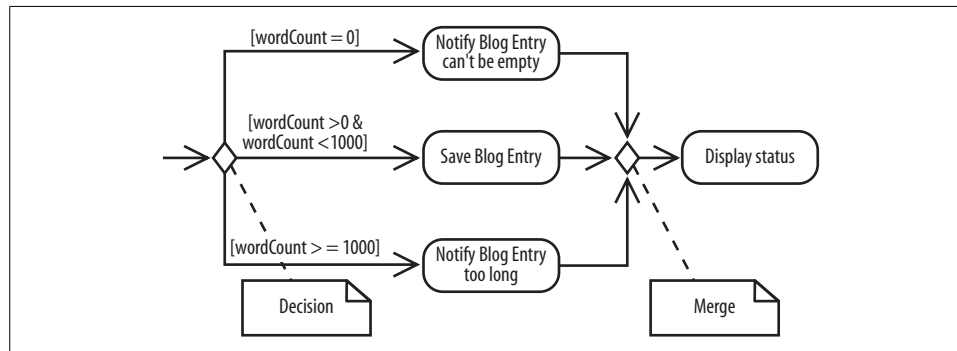 [wordCount = 0]
Notify Blog Entry
can't be empty
[wordCount >0 &
wordCount <1000]
Save Blog Entry
Display status
[wordCount > = 1000]
Notify Blog Entry
too long
Decision
Merge